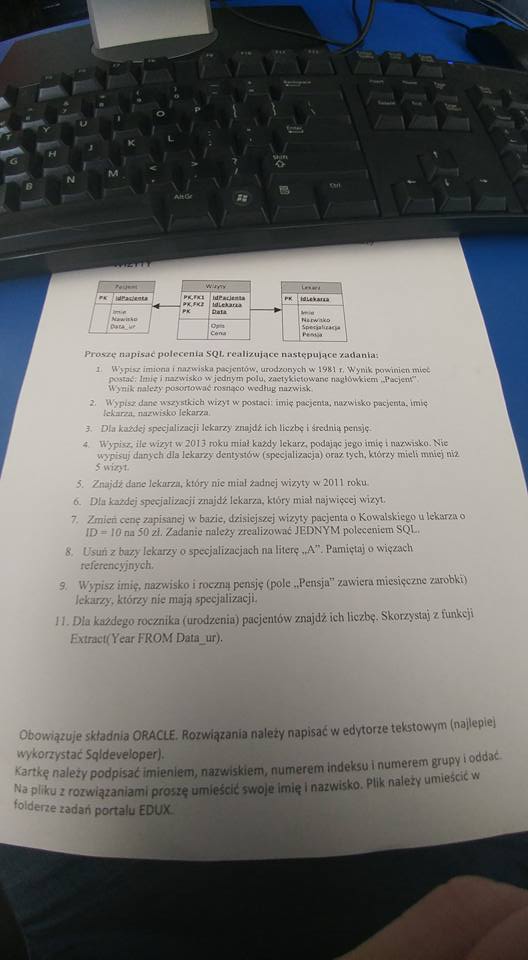 Backspace
Enter
Shift
AltGr
Ctrl
O
P
U
K
L
G
H
J
B
N
M
WIZYTY
Pacjent
PK IdPacjenta
Imie
Nawisko
Data_ur
Wizyty
PK,FK1 IdPacjenta
PK,FK2 IdLekarza
PK Data
Opis
Cena
Lekarz
PK IdLekarza
Imie
Nazwisko
Specjalizacja
Pensja
Proszę napisać polecenia SQL realizujące następujące zadania:
1. Wypisz imiona i nazwiska pacjentów, urodzonych w 1981 r. Wynik powinien mieć
postać: Imię i nazwisko w jednym polu, zaetykietowane nagłówkiem „Pacjent”.
Wynik należy posortować rosnąco według nazwisk.
2. Wypisz dane wszystkich wizyt w postaci: imię pacjenta, nazwisko pacjenta, imię
lekarza, nazwisko lekarza.
3. Dla każdej specjalizacji lekarzy znajdź ich liczbę i średnią pensję.
4. Wypisz, ile wizyt w 2013 roku miał każdy lekarz, podając jego imię i nazwisko. Nie
wypisuj danych dla lekarzy dentystów (specjalizacja) oraz tych, którzy mieli mniej niż
5 wizyt.
5. Znajdź dane lekarza, który nie miał żadnej wizyty w 2011 roku.
6. Dla każdej specjalizacji znajdź lekarza, który miał najwięcej wizyt.
7. Zmień cenę zapisanej w bazie, dzisiejszej wizyty pacjenta o Kowalskiego u lekarza o
ID = 10 na 50 zł. Zadanie należy zrealizować JEDNYM poleceniem SQL.
8. Usuń z bazy lekarzy o specjalizacjach na literę „A”. Pamiętaj o więzach
referencyjnych.
9. Wypisz imię, nazwisko i roczną pensję (pole „Pensja” zawiera miesięczne zarobki)
lekarzy, którzy nie mają specjalizacji.
11. Dla każdego rocznika (urodzenia) pacjentów znajdź ich liczbę. Skorzystaj z funkcji
Extract(Year FROM Data_ur).
Obowiązuje składnia ORACLE. Rozwiązania należy napisać w edytorze tekstowym (najlepiej
wykorzystać Sqldeveloper).
Kartkę należy podpisać imieniem, nazwiskiem, numerem indeksu i numerem grupy i oddać.
Na pliku z rozwiązaniami proszę umieścić swoje imię i nazwisko. Plik należy umieścić w
folderze zadań portalu EDUX.